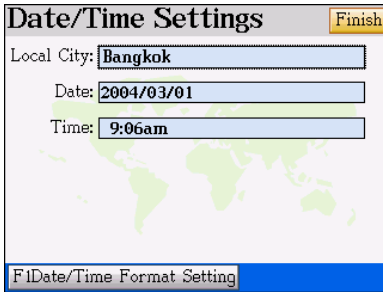 Date/Time Settings
Finish
Local City: Bangkok
Date: 2004/03/01
Time: 9:06am
F1Date/Time Format Setting